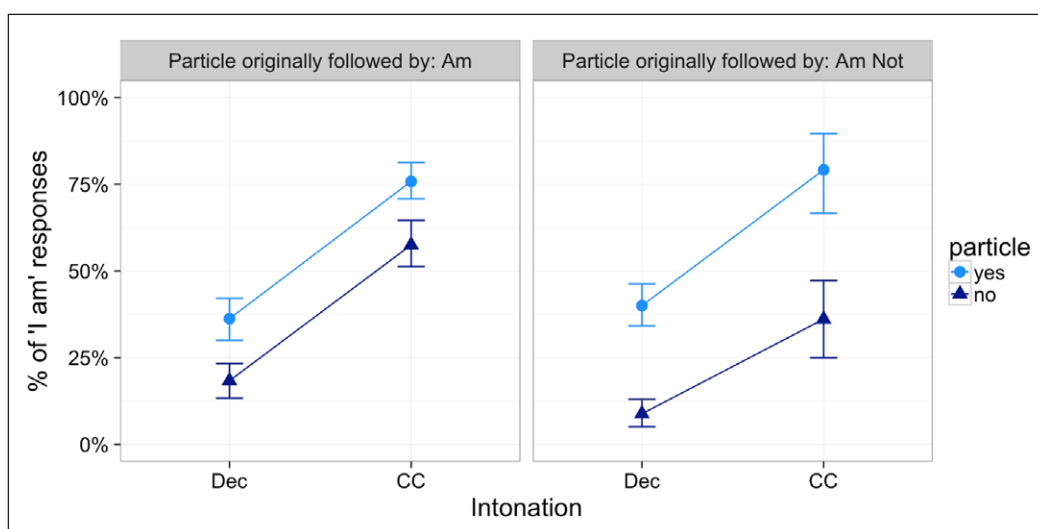 Particle originally followed by: Am
Particle originally followed by: Am Not
100%
75%
50%
25%
0%
% of 'I am' responses
Dec
CC
Dec
CC
Intonation
particle
yes
no